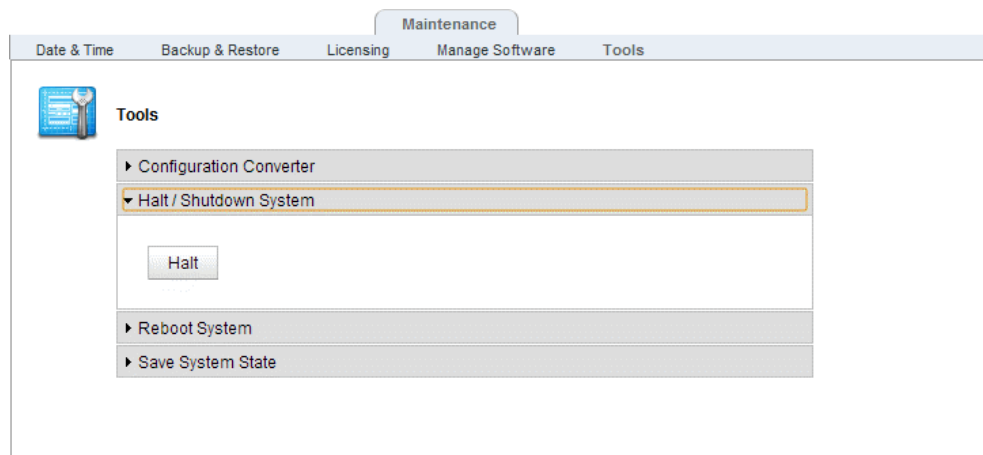 Maintenance
Date & Time Backup & Restore Licensing Manage Software Tools
Tools
Configuration Converter
Halt / Shutdown System
Halt
Reboot System
Save System State